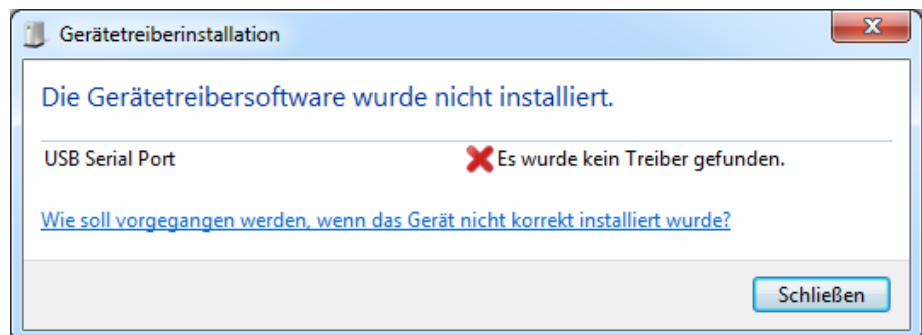 Gerätetreiberinstallation
Die Gerätetreibersoftware wurde nicht installiert.
USB Serial Port Es wurde kein Treiber gefunden.
Wie soll vorgegangen werden, wenn das Gerät nicht korrekt installiert wurde?
Schließen